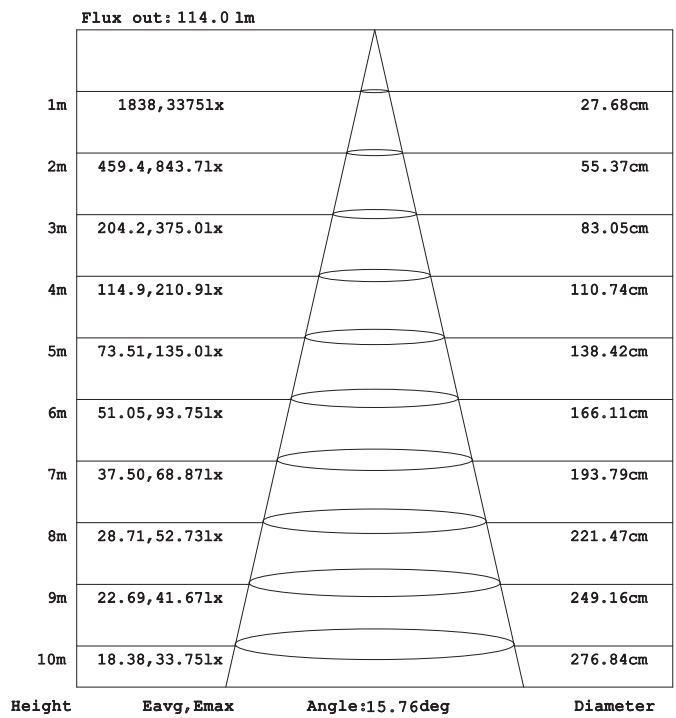 Flux out: 114.0 lm
1m 1838,3375lx 27.68cm
2m 459.4,843.7lx 55.37cm
3m 204.2,375.0lx 83.05cm
4m 114.9,210.9lx 110.74cm
5m 73.51,135.0lx 138.42cm
6m 51.05,93.75lx 166.11cm
7m 37.50,68.87lx 193.79cm
8m 28.71,52.73lx 221.47cm
9m 22.69,41.67lx 249.16cm
10m 18.38,33.75lx 276.84cm
Height Eavg,Emax Angle:15.76deg Diameter